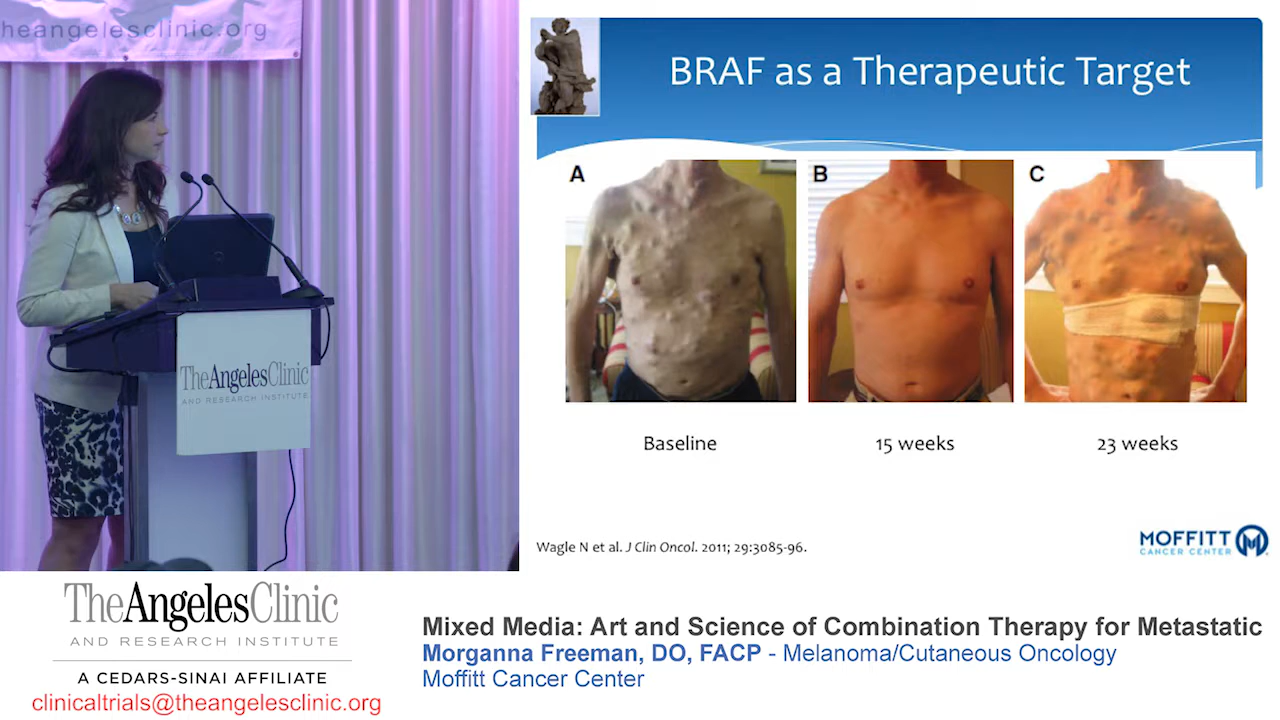 theangelesclinic.org
TheAngelesClinic
AND RESEARCH INSTITUTE
BRAF as a Therapeutic Target
A
B
C
Baseline
15 weeks
23 weeks
Wagle N et al. J Clin Oncol. 2011; 29:3085-96.
MOFFITT
CANCER CENTER
TheAngelesClinic
AND RESEARCH INSTITUTE
A CEDARS-SINAI AFFILIATE
clinicaltrials@theangelesclinic.org
Mixed Media: Art and Science of Combination Therapy for Metastatic
Morganna Freeman, DO, FACP - Melanoma/Cutaneous Oncology
Moffitt Cancer Center